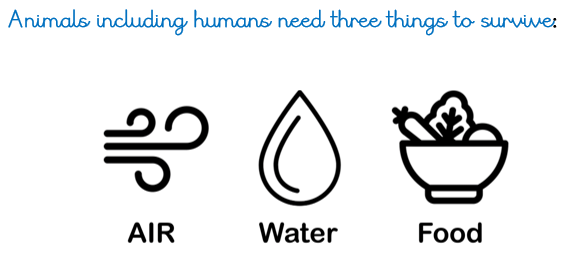 Animals including humans need three things to survive:
AIR Water Food